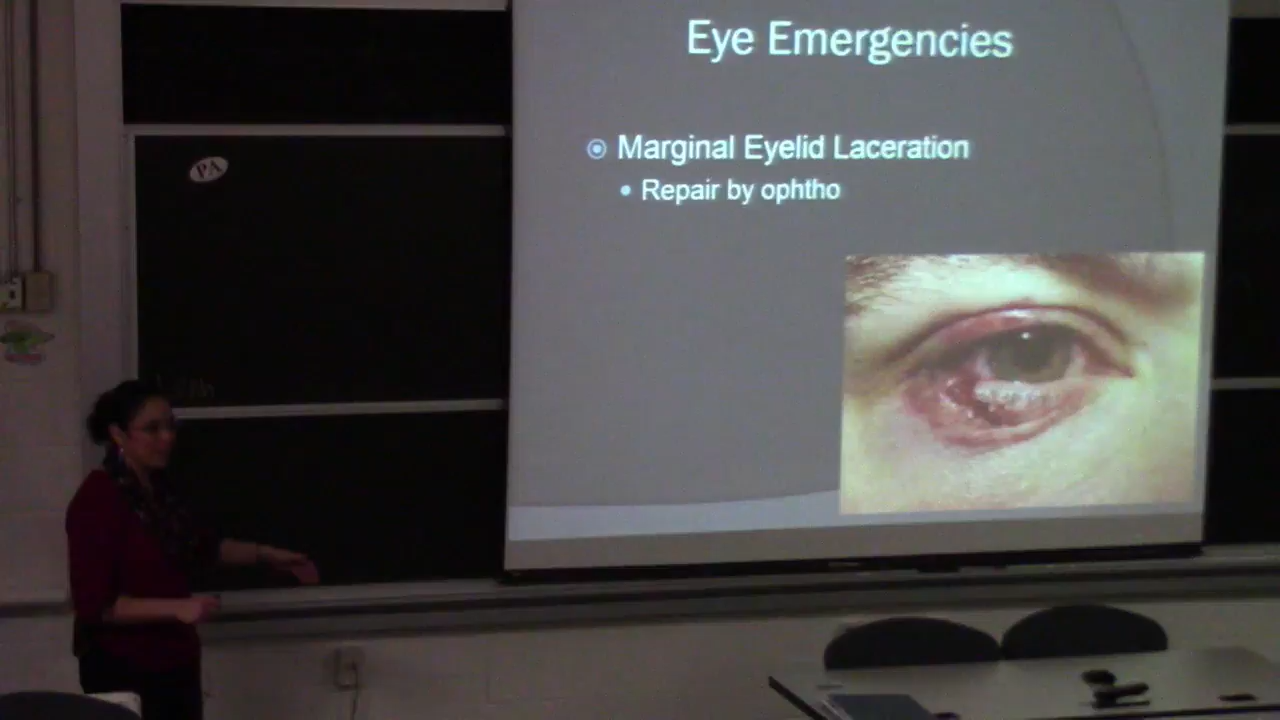 Eye Emergencies
Marginal Eyelid Laceration
Repair by ophtho
PA